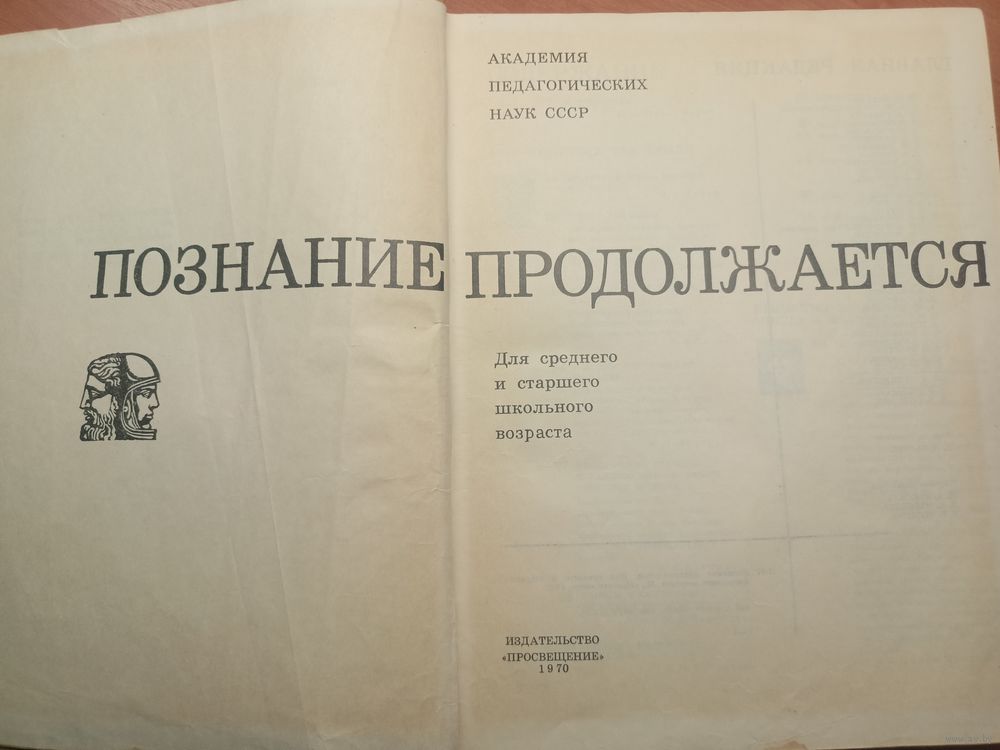 АКАДЕМИЯ
ПЕДАГОГИЧЕСКИХ
НАУК СССР
ПОЗНАНИЕ ПРОДОЛЖАЕТСЯ
Для среднего
и старшего
школьного
возраста
ИЗДАТЕЛЬСТВО
«ПРОСВЕЩЕНИЕ»
1970